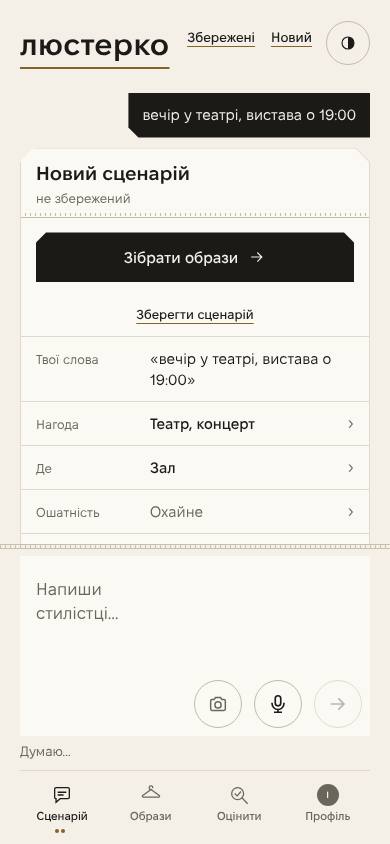 люстерко
Збережені
Новий
вечір у театрі, вистава о 19:00
Новий сценарій
не збережений
Зібрати образи →
Зберегти сценарій
Твої слова
«вечір у театрі, вистава о
19:00»
Нагода
Театр, концерт
Де
Зал
Ошатність
Охайне
Напиши
стилістці...
Думаю...
Сценарій
Образи
Оцінити
І
Профіль